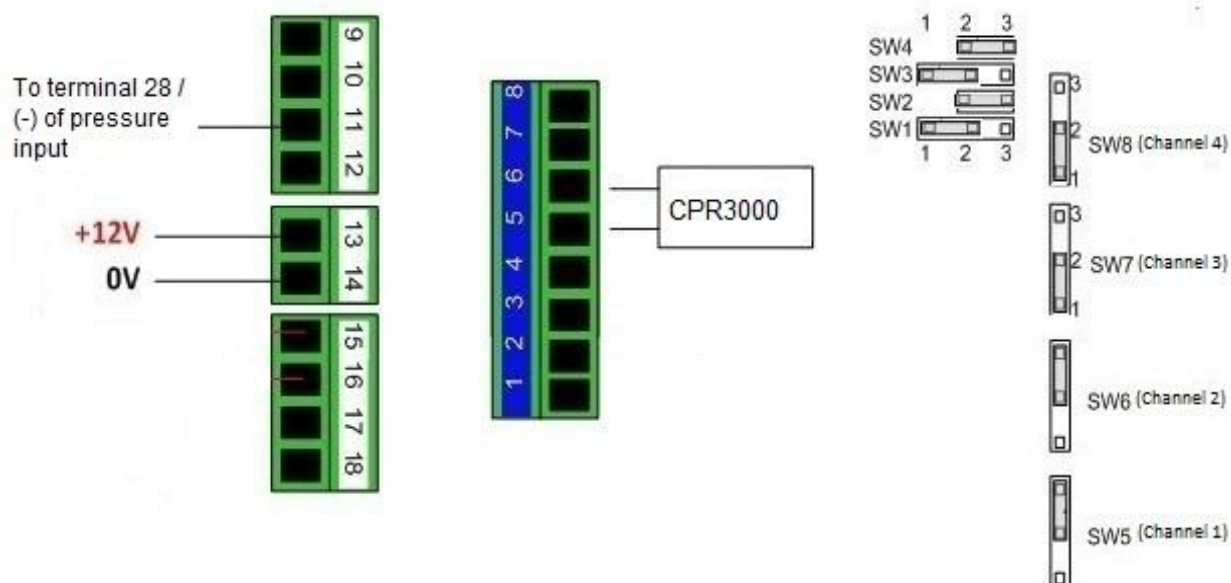 9
10
To terminal 28 /
(-) of pressure
input
11
12
+12V
13
0V
14
15
16
17
18
8
7
6
5
4
3
2
1
CPR3000
1 2 3
SW4
SW3
SW2
SW1
1 2 3
3
2
SW8 (Channel 4)
1
3
2
SW7 (Channel 3)
1
SW6 (Channel 2)
SW5 (Channel 1)